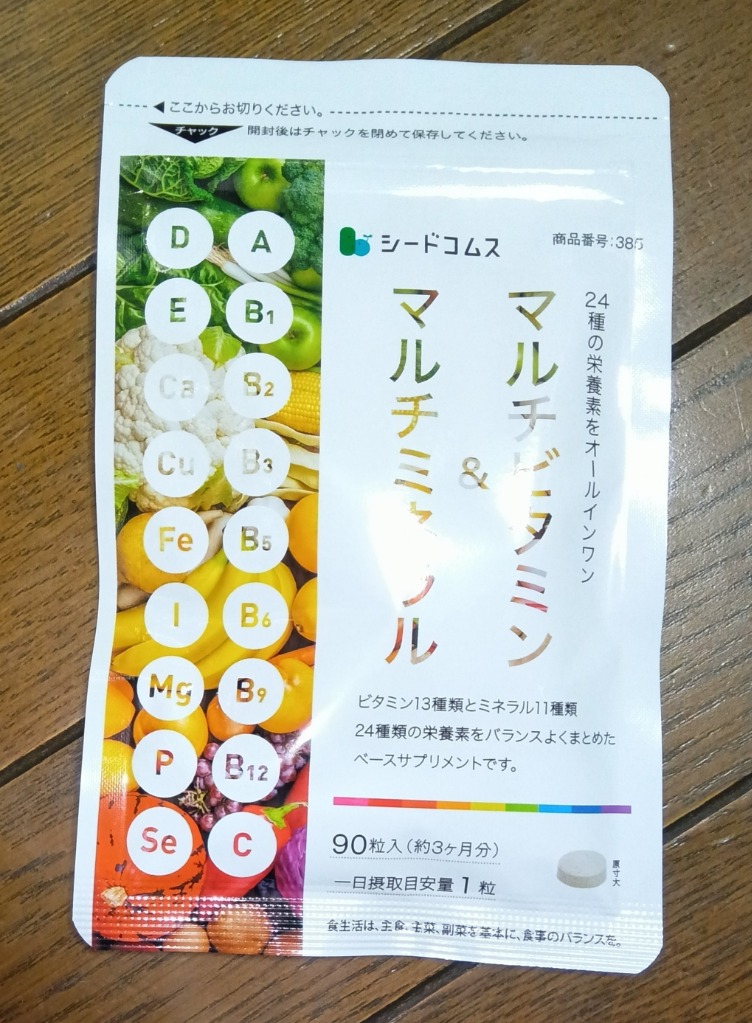 ◀ここからお切りください。
チャック
開封後はチャックを閉めて保存してください。
D A
E B1
Ca B2
Cu B3
Fe B5
I B6
Mg B9
P B12
Se C
シードコムス
商品番号:385
24種の栄養素をオールインワン
マルチビタミン
&
マルチミネラル
ビタミン13種類とミネラル11種類
24種類の栄養素をバランスよくまとめた
ベースサプリメントです。
90粒入(約3ヶ月分)
一日摂取目安量 1 粒
原寸大
食生活は、主食、主菜、副菜を基本に、食事のバランスを。